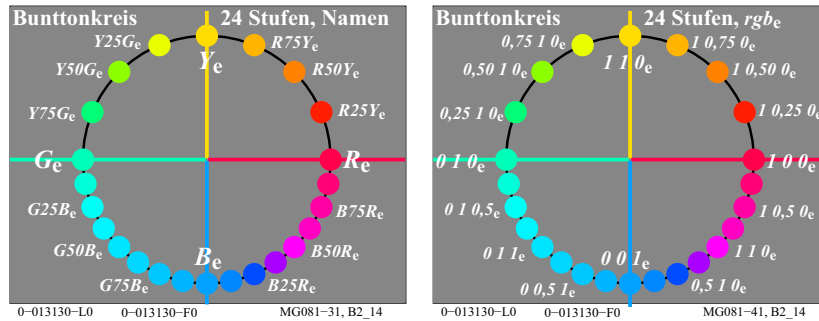 Bunttonkreis 24 Stufen, Namen
Y25Ge Ye R75Ye
Y50Ge R50Ye
Y75Ge R25Ye
Ge Re
G25Be B75Re
G50Be Be B50Re
G75Be B25Re
0-013130-L0 0-013130-F0 MG081-31, B2_14
Bunttonkreis 24 Stufen, rgbe
0,75 1 0e 1 1 0e 1 0,75 0e
0,50 1 0e 1 0,50 0e
0,25 1 0e 1 0,25 0e
0 1 0e 1 0 0e
0 1 0,5e 1 0,5 0e
0 1 1e 0 0 1e 1 1 0e
0 0,5 1e 0,5 1 0e
0-013130-L0 0-013130-F0 MG081-41, B2_14